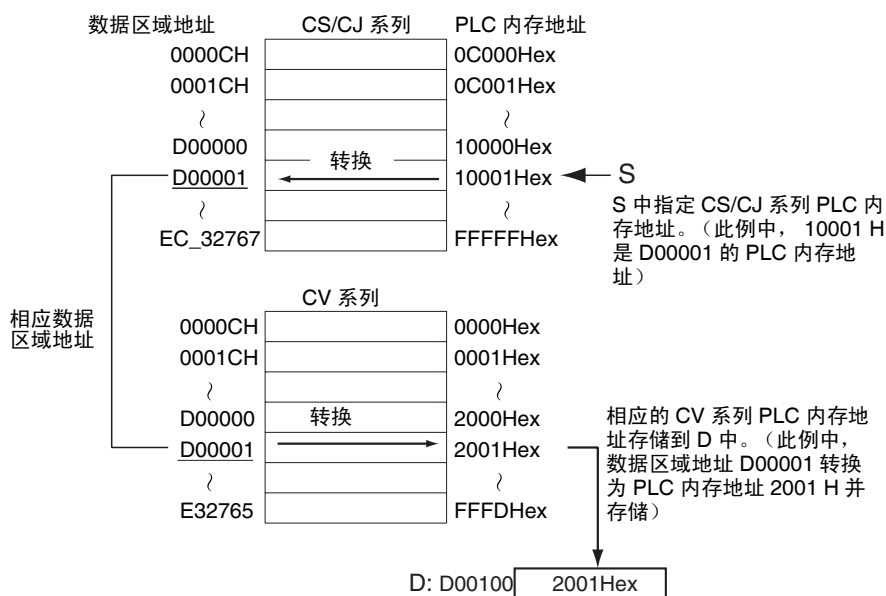 数据区域地址 CS/CJ 系列 PLC 内存地址
0000CH 0C000Hex
0001CH 0C001Hex
~ ~
D00000 10000Hex
转换
D00001 10001Hex S
~ ~
EC_32767 FFFFFHex
S 中指定 CS/CJ 系列 PLC 内
存地址。（此例中， 10001 H
是 D00001 的 PLC 内存地
址）
相应数据
区域地址
CV 系列
0000CH 0000Hex
0001CH 0001Hex
~ ~
D00000 转换 2000Hex
D00001 2001Hex
~ ~
E32765 FFFDHex
相应的 CV 系列 PLC 内存地
址存储到 D 中。（此例中，
数据区域地址 D00001 转换
为 PLC 内存地址 2001 H 并
存储）
D: D00100 2001Hex